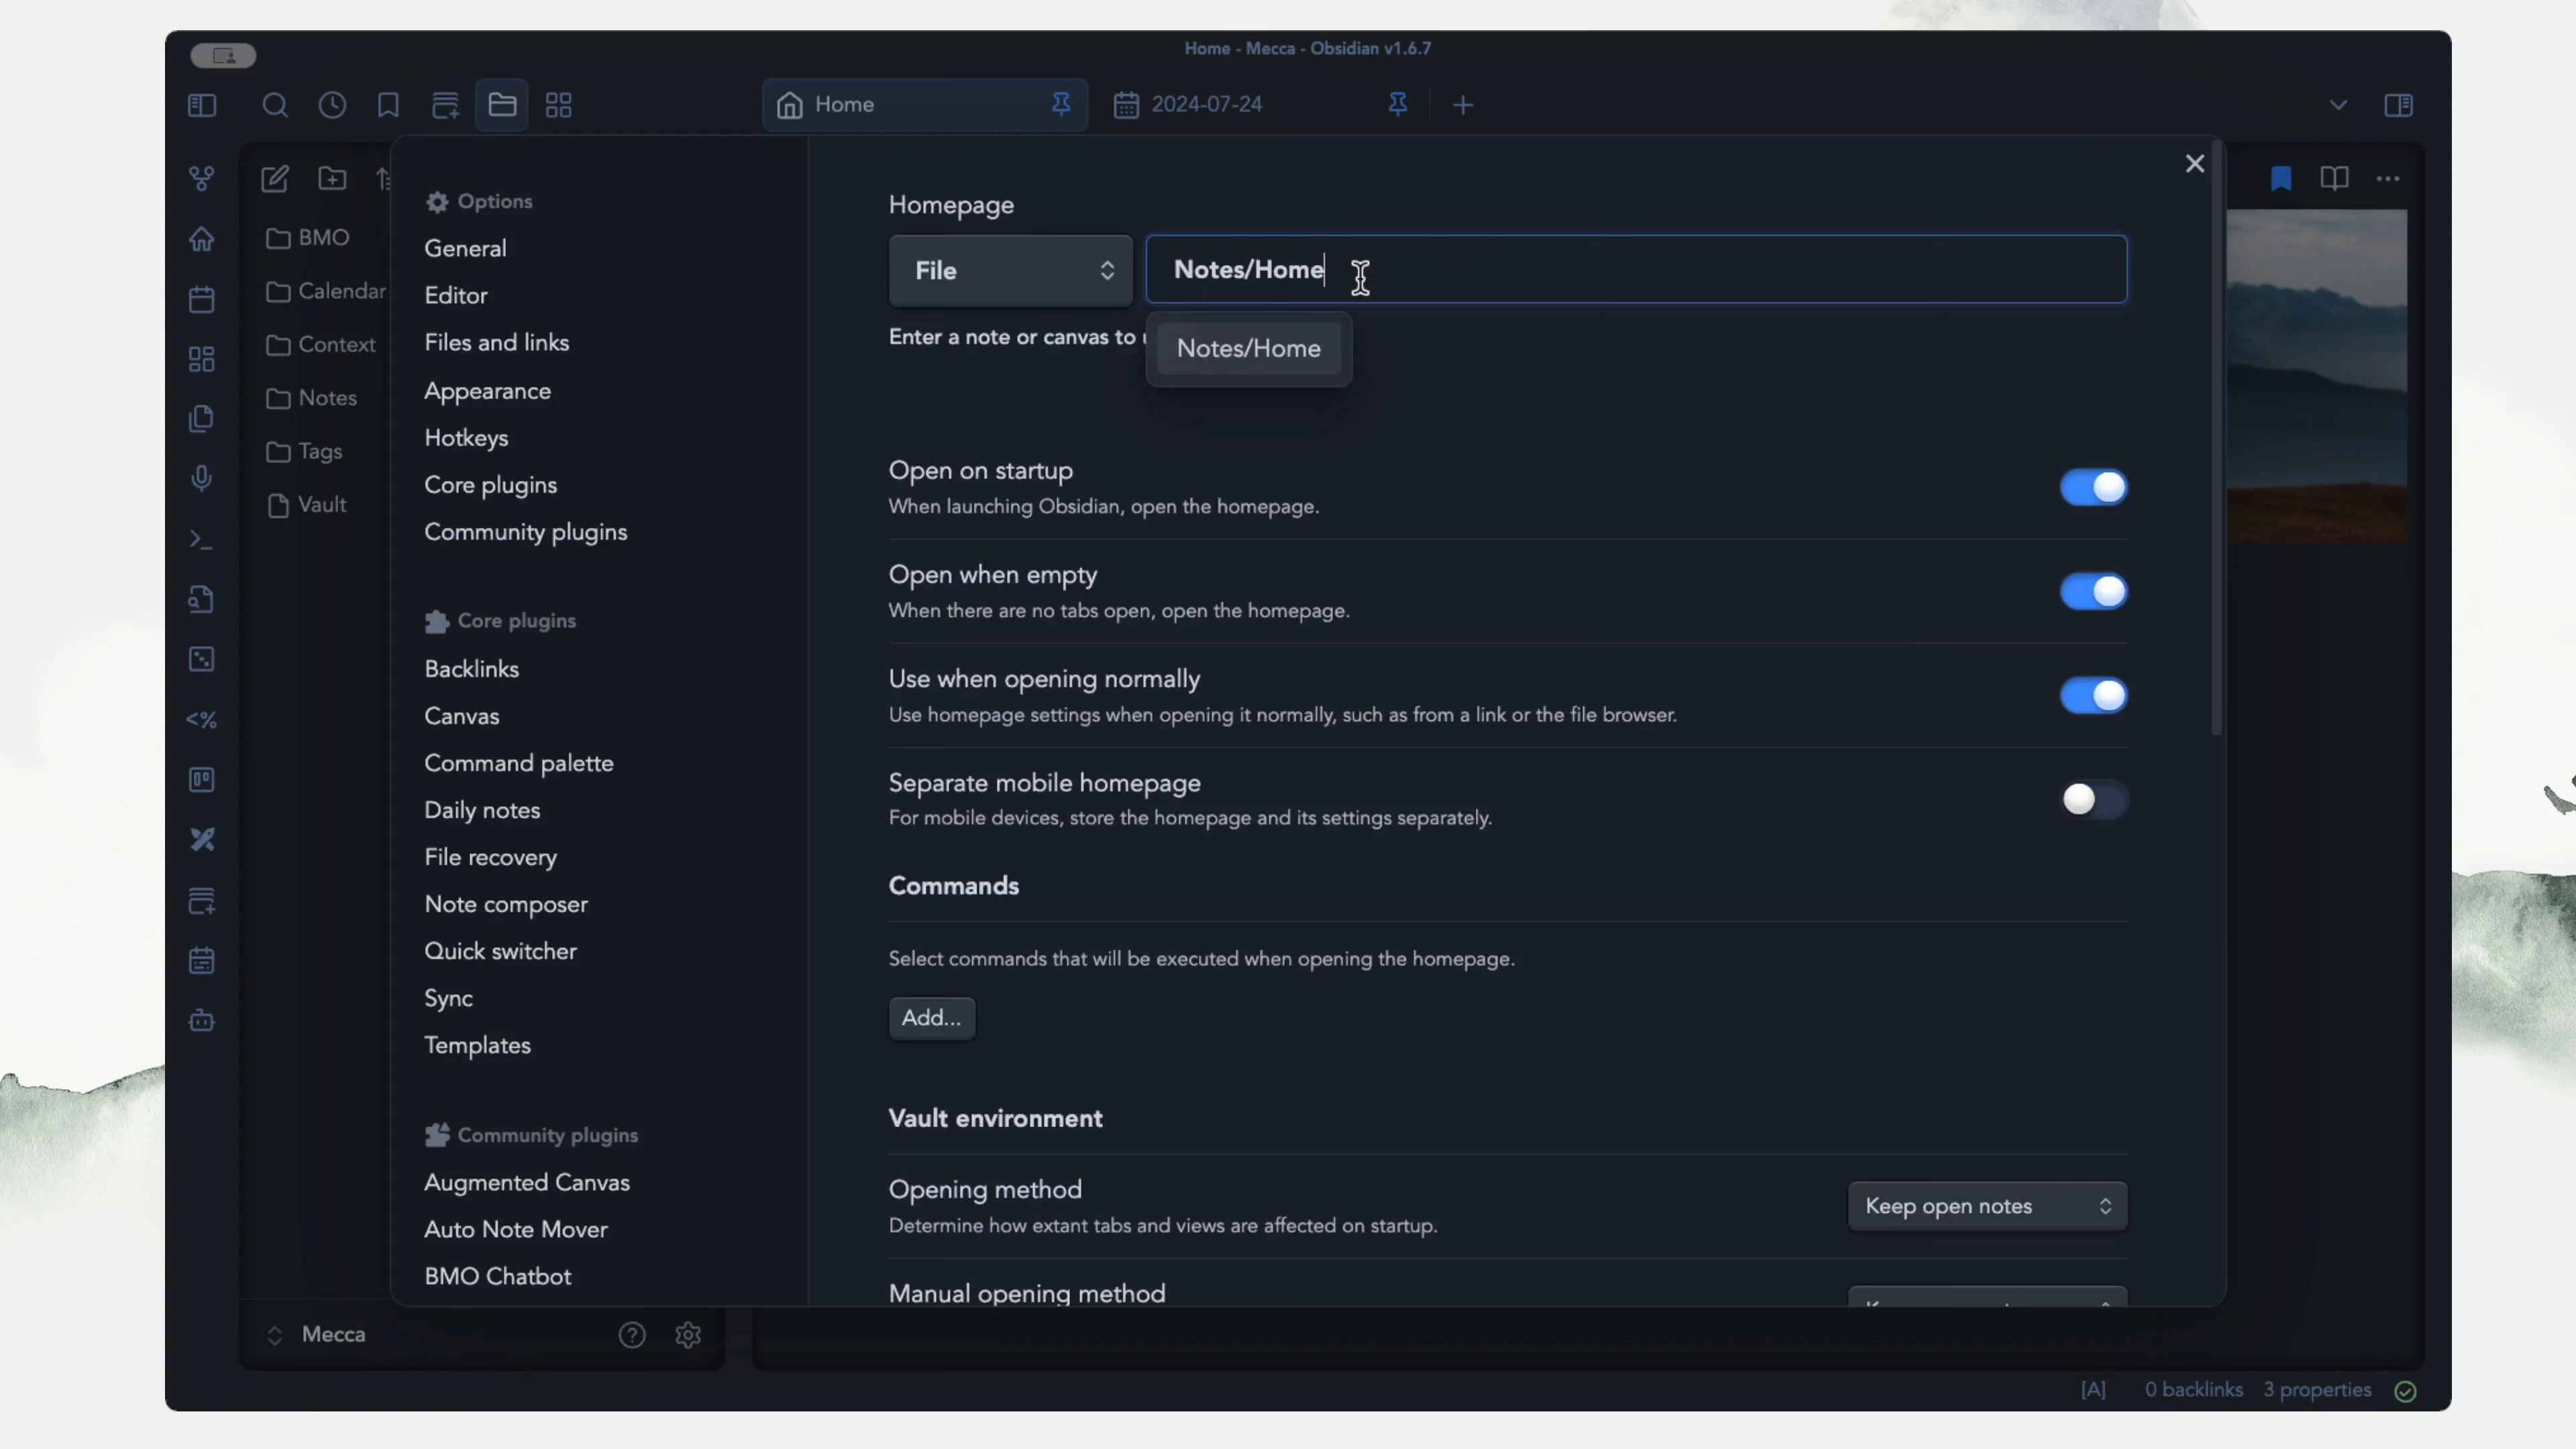 Home - Mecca - Obsidian v1.6.7
Home
2024-07-24
BMO
Calendar
Context
Notes
Tags
Vault
Options
General
Editor
Files and links
Appearance
Hotkeys
Core plugins
Community plugins
Core plugins
Backlinks
Canvas
Command palette
Daily notes
File recovery
Note composer
Quick switcher
Sync
Templates
Community plugins
Augmented Canvas
Auto Note Mover
BMO Chatbot
Homepage
File
Notes/Home
Enter a note or canvas to
Notes/Home
Open on startup
When launching Obsidian, open the homepage.
Open when empty
When there are no tabs open, open the homepage.
Use when opening normally
Use homepage settings when opening it normally, such as from a link or the file browser.
Separate mobile homepage
For mobile devices, store the homepage and its settings separately.
Commands
Select commands that will be executed when opening the homepage.
Add...
Vault environment
Opening method
Keep open notes
Determine how extant tabs and views are affected on startup.
Manual opening method
Mecca
[A]
0 backlinks
3 properties